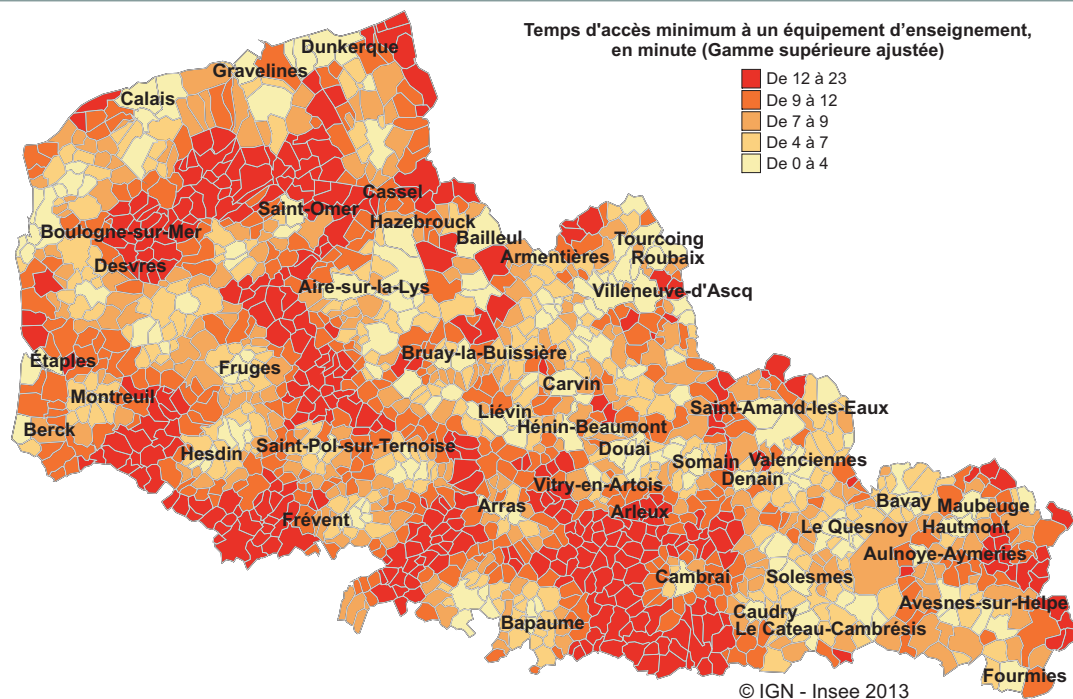 Temps d'accès minimum à un équipement d’enseignement,
en minute (Gamme supérieure ajustée)
De 12 à 23
De 9 à 12
De 7 à 9
De 4 à 7
De 0 à 4
Dunkerque
Gravelines
Calais
Cassel
Saint-Omer
Hazebrouck
Boulogne-sur-Mer
Bailleul
Tourcoing
Armentières
Roubaix
Desvres
Aire-sur-la-Lys
Villeneuve-d'Ascq
Étaples
Bruay-la-Buissière
Fruges
Carvin
Montreuil
Liévin
Saint-Amand-les-Eaux
Berck
Hénin-Beaumont
Hesdin
Saint-Pol-sur-Ternoise
Douai
Somain
Valenciennes
Denain
Vitry-en-Artois
Bavay
Maubeuge
Arras
Arleux
Frévent
Le Quesnoy
Hautmont
Aulnoye-Aymeries
Cambrai
Solesmes
Avesnes-sur-Helpe
Caudry
Bapaume
Le Cateau-Cambrésis
Fourmies
© IGN - Insee 2013